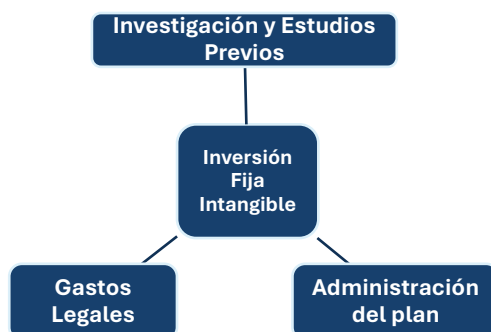 Investigación y Estudios
Previos
Inversión
Fija
Intangible
Gastos
Legales
Administración
del plan